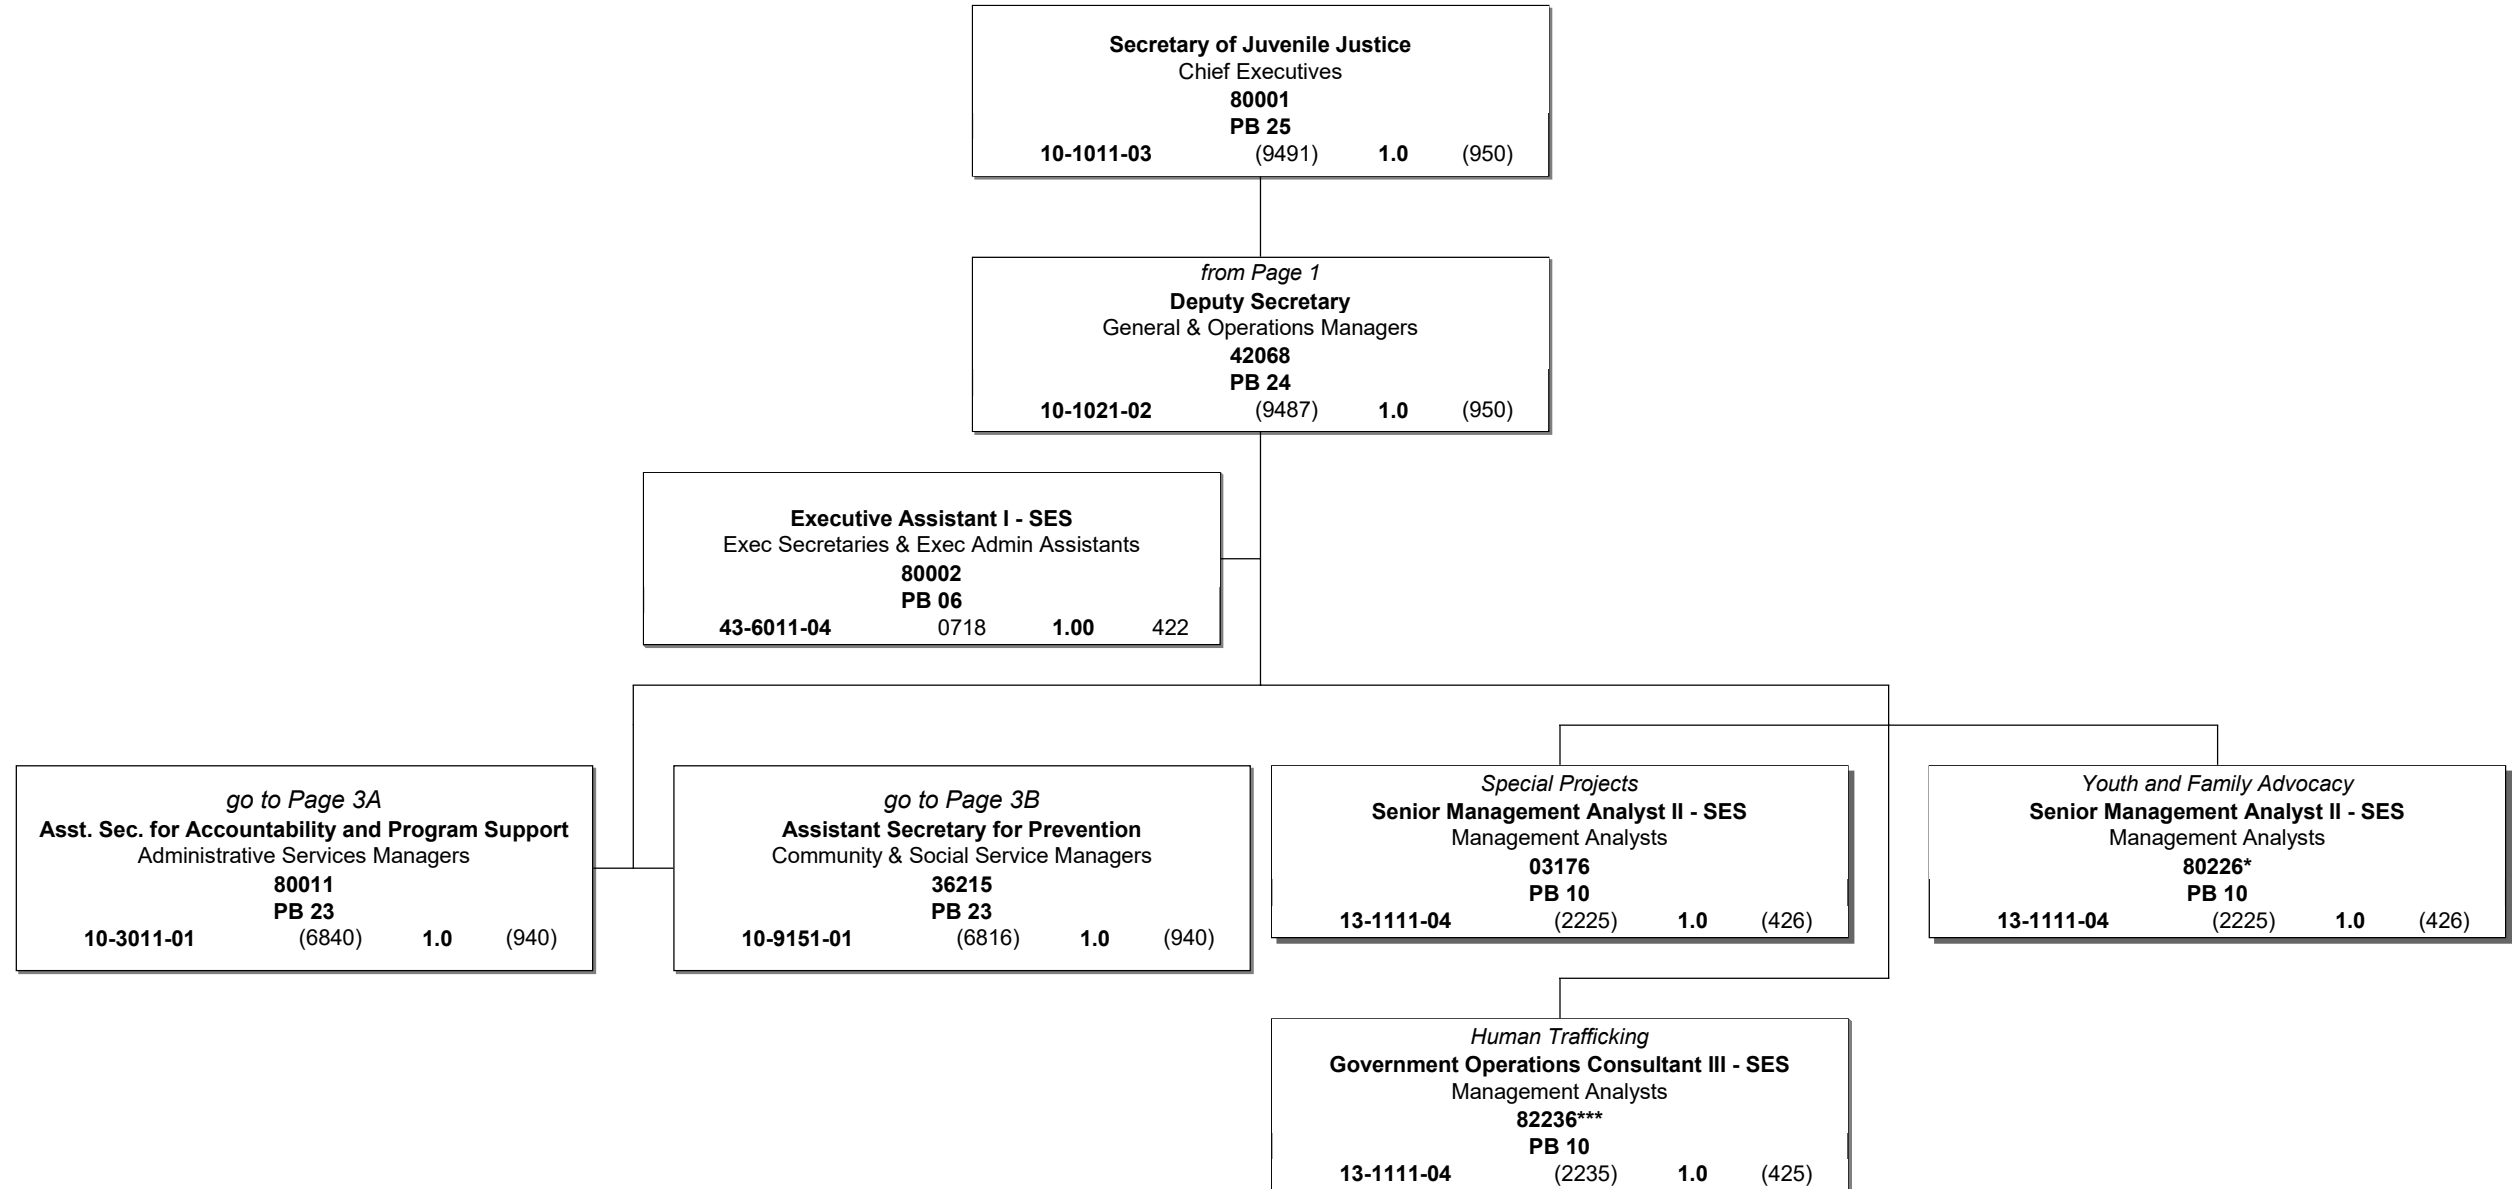 Secretary of Juvenile Justice
Chief Executives
80001
PB 25
10-1011-03 (9491) 1.0 (950)
from Page 1
Deputy Secretary
General & Operations Managers
42068
PB 24
10-1021-02 (9487) 1.0 (950)
Executive Assistant I - SES
Exec Secretaries & Exec Admin Assistants
80002
PB 06
43-6011-04 0718 1.00 422
go to Page 3A
Asst. Sec. for Accountability and Program Support
Administrative Services Managers
80011
PB 23
10-3011-01 (6840) 1.0 (940)
go to Page 3B
Assistant Secretary for Prevention
Community & Social Service Managers
36215
PB 23
10-9151-01 (6816) 1.0 (940)
Special Projects
Senior Management Analyst II - SES
Management Analysts
03176
PB 10
13-1111-04 (2225) 1.0 (426)
Youth and Family Advocacy
Senior Management Analyst II - SES
Management Analysts
80226*
PB 10
13-1111-04 (2225) 1.0 (426)
Human Trafficking
Government Operations Consultant III - SES
Management Analysts
82236***
PB 10
13-1111-04 (2235) 1.0 (425)